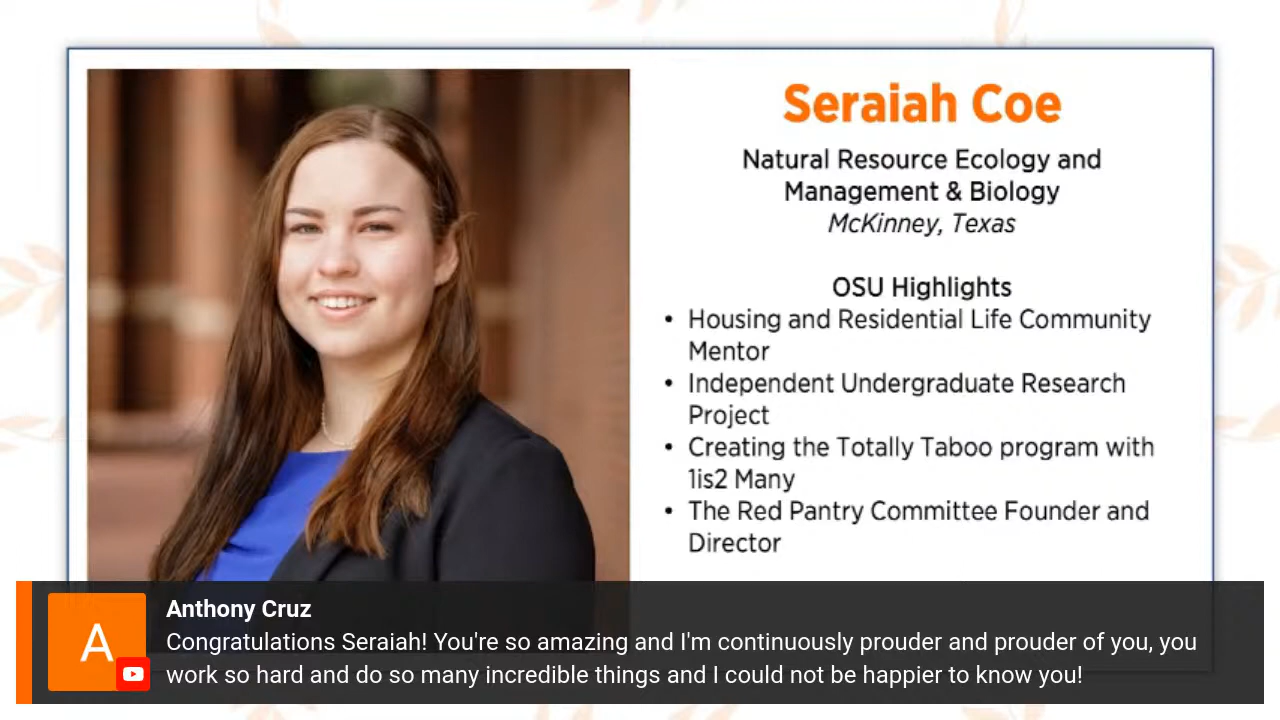 Seraiah Coe
Natural Resource Ecology and
Management & Biology
McKinney, Texas
OSU Highlights
• Housing and Residential Life Community
Mentor
• Independent Undergraduate Research
Project
• Creating the Totally Taboo program with
1is2 Many
• The Red Pantry Committee Founder and
Director
A
Anthony Cruz
Congratulations Seraiah! You're so amazing and I'm continuously prouder and prouder of you, you
work so hard and do so many incredible things and I could not be happier to know you!